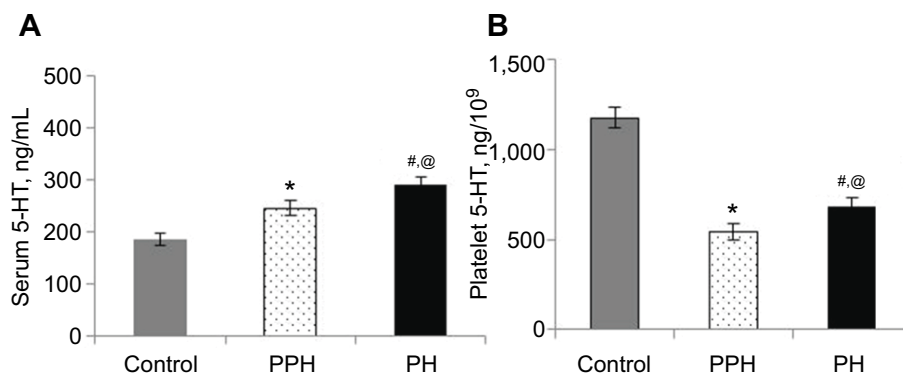 A
Serum 5-HT, ng/mL
500
400
300
200
100
0
*
#,@
Control
PPH
PH
B
Platelet 5-HT, ng/10⁹
1,500
1,000
500
0
*
#,@
Control
PPH
PH